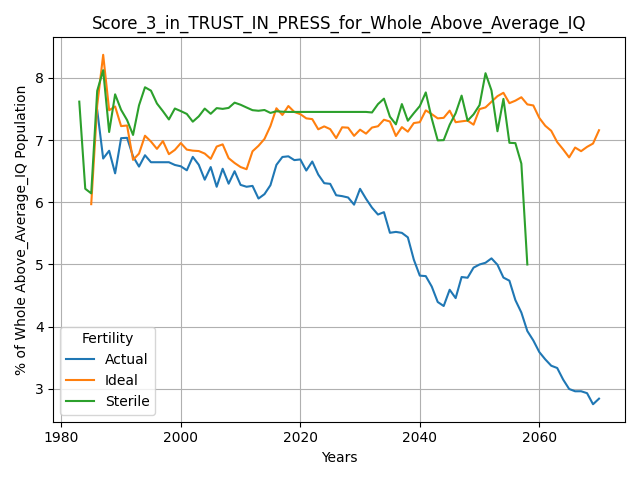 Score_3_in_TRUST_IN_PRESS_for_Whole_Above_Average_IQ
% of Whole Above_Average_IQ Population
8
7
6
5
4
3
Fertility
Actual
Ideal
Sterile
1980 2000 2020 2040 2060
Years